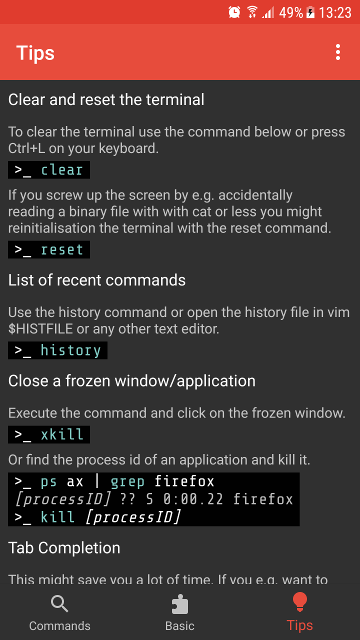 49% 13:23
Tips
Clear and reset the terminal
To clear the terminal use the command below or press
Ctrl+L on your keyboard.
>_ clear
If you screw up the screen by e.g. accidentally
reading a binary file with with cat or less you might
reinitialisation the terminal with the reset command.
>_ reset
List of recent commands
Use the history command or open the history file in vim
$HISTFILE or any other text editor.
>_ history
Close a frozen window/application
Execute the command and click on the frozen window.
>_ xkill
Or find the process id of an application and kill it.
>_ ps ax | grep firefox
[processID] ?? S 0:00.22 firefox
>_ kill [processID]
Tab Completion
This might save you a lot of time. If you e.g. want to
Commands Basic Tips